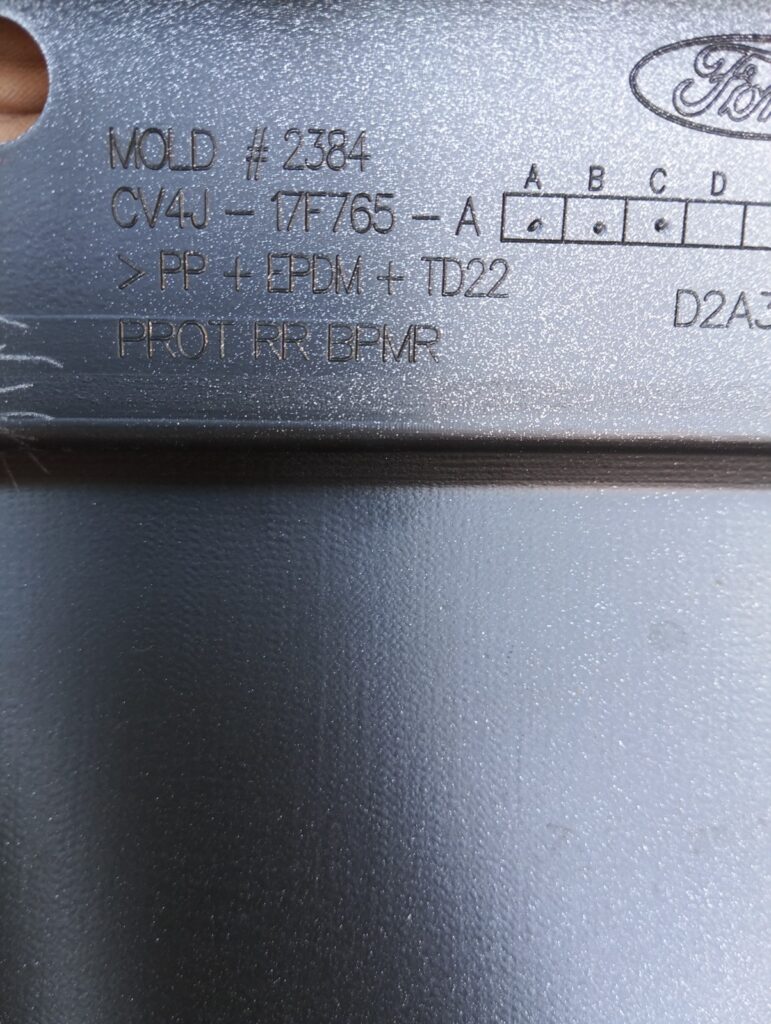 MOLD # 2384
A B C D
CV4J - 17F765 - A
> PP + EPDM + TD22
D2A3
PROT RR BPMR